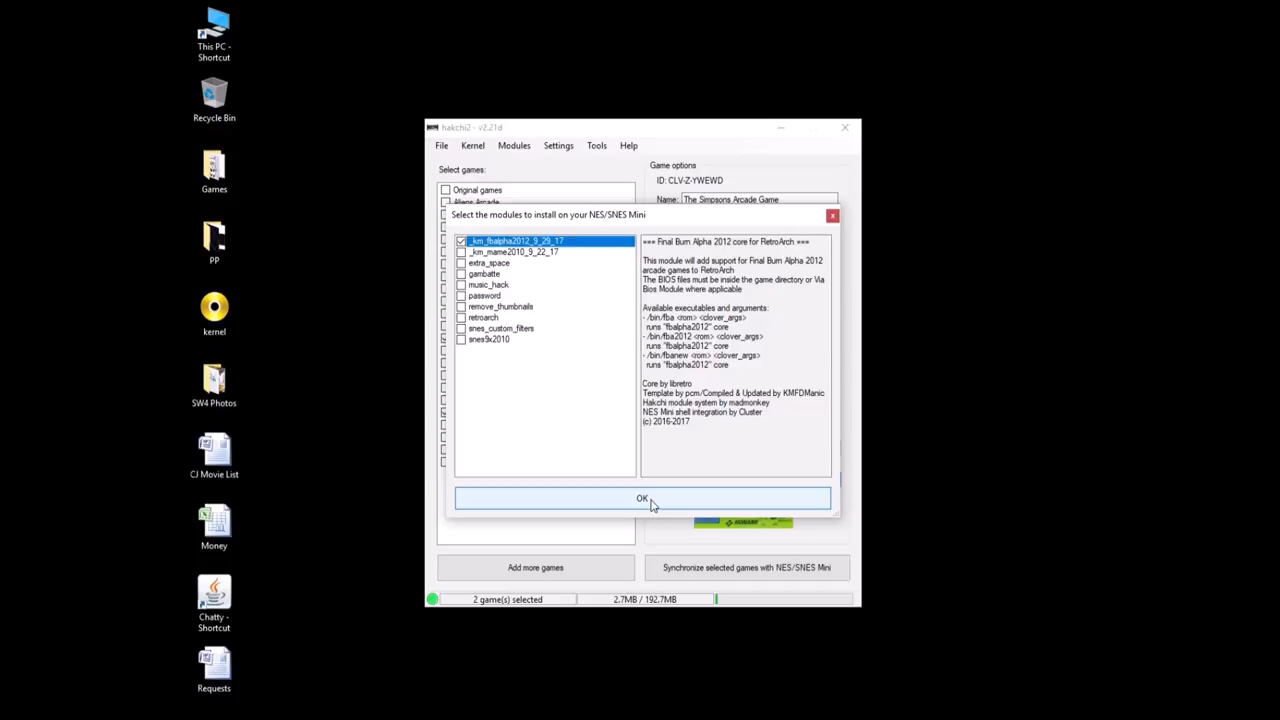 This PC -
Shortcut
Recycle Bin
Games
pp
kernel
SW4 Photos
CJ Movie List
Money
Chatty -
Shortcut
Requests
hakchi2 - v2.21d
File Kernel Modules Settings Tools Help
Select games:
Original games
Aliens Arcade
Game options
ID: CLV-Z-YWEWD
Name: The Simpsons Arcade Game
Select the modules to install on your NES/SNES Mini
_km_fbalpha2012_9_29_17
_km_mame2010_9_22_17
extra_space
gambatte
music_hack
password
remove_thumbnails
retroarch
snes_custom_filters
snes9x2010
=== Final Burn Alpha 2012 core for RetroArch ===
This module will add support for Final Burn Alpha 2012
arcade games to RetroArch
The BIOS files must be inside the game directory or Via
Bios Module where applicable
Available executables and arguments:
- /bin/fba <rom> <clover_args>
runs "fbalpha2012" core
- /bin/fba2012 <rom> <clover_args>
runs "fbalpha2012" core
- /bin/fbanew <rom> <clover_args>
runs "fbalpha2012" core
Core by libretro
Template by pcm/Compiled & Updated by KMFDManic
Hakchi module system by madmonkey
NES Mini shell integration by Cluster
(c) 2016-2017
OK
KONAMI
Add more games
Synchronize selected games with NES/SNES Mini
2 game(s) selected
2.7MB / 192.7MB